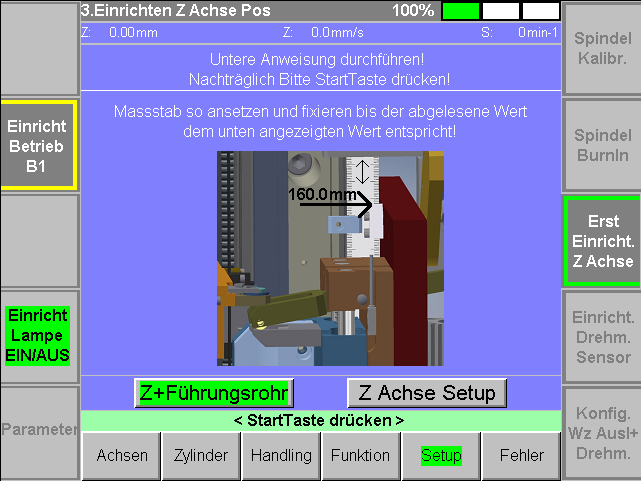 3.Einrichten Z Achse Pos 100%
Z: 0.00mm Z: 0.0mm/s S: 0min-1
Untere Anweisung durchführen!
Nachträglich Bitte StartTaste drücken!
Massstab so ansetzen und fixieren bis der abgelesene Wert
dem unten angezeigten Wert entspricht!
160.0mm
Einricht
Betrieb
B1
Einricht
Lampe
EIN/AUS
Parameter
Spindel
Kalibr.
Spindel
BurnIn
Erst
Einricht.
Z Achse
Einricht.
Drehm.
Sensor
Konfig.
Wz Ausl+
Drehm.
Z+Führungsrohr Z Achse Setup
< StartTaste drücken >
Achsen Zylinder Handling Funktion Setup Fehler